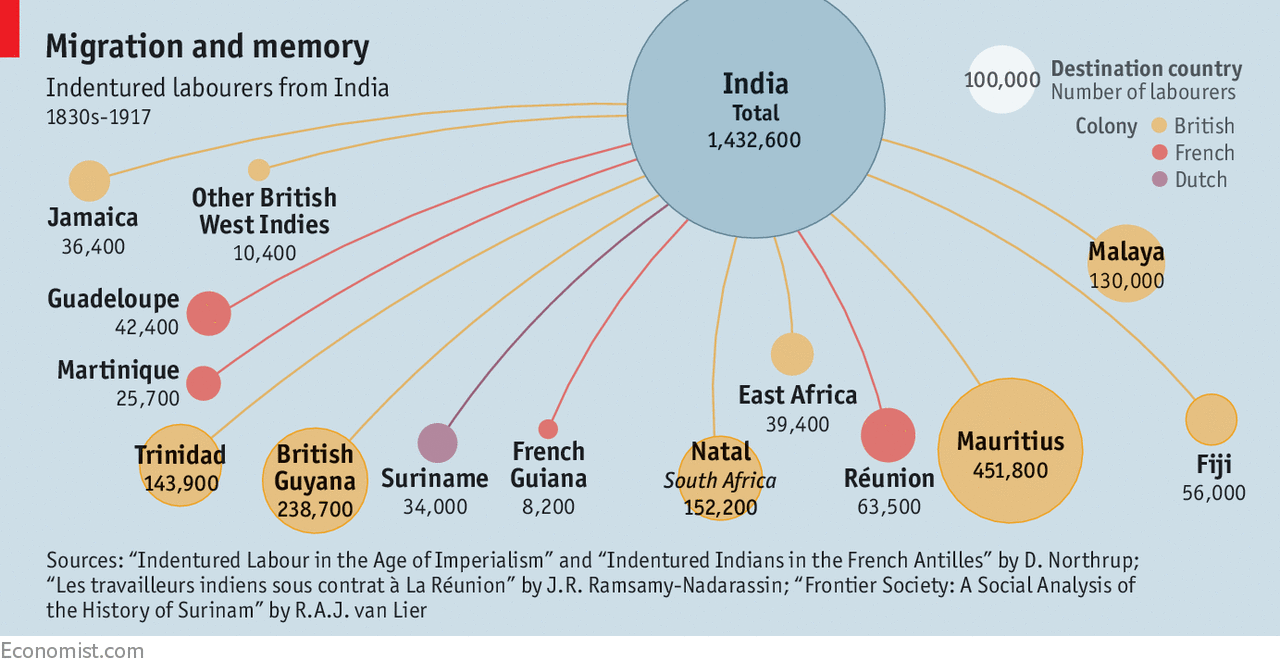 Migration and memory
Indentured labourers from India
1830s-1917
India
Total
1,432,600
100,000
Destination country
Number of labourers
Colony
British
French
Dutch
Jamaica
36,400
Other British
West Indies
10,400
Guadeloupe
42,400
Martinique
25,700
Trinidad
143,900
British
Guyana
238,700
Suriname
34,000
French
Guiana
8,200
Natal
South Africa
152,200
East Africa
39,400
Réunion
63,500
Mauritius
451,800
Malaya
130,000
Fiji
56,000
Sources: “Indentured Labour in the Age of Imperialism” and “Indentured Indians in the French Antilles” by D. Northrup;
“Les travailleurs indiens sous contrat à La Réunion” by J.R. Ramsamy-Nadarassin; “Frontier Society: A Social Analysis of
the History of Surinam” by R.A.J. van Lier
Economist.com